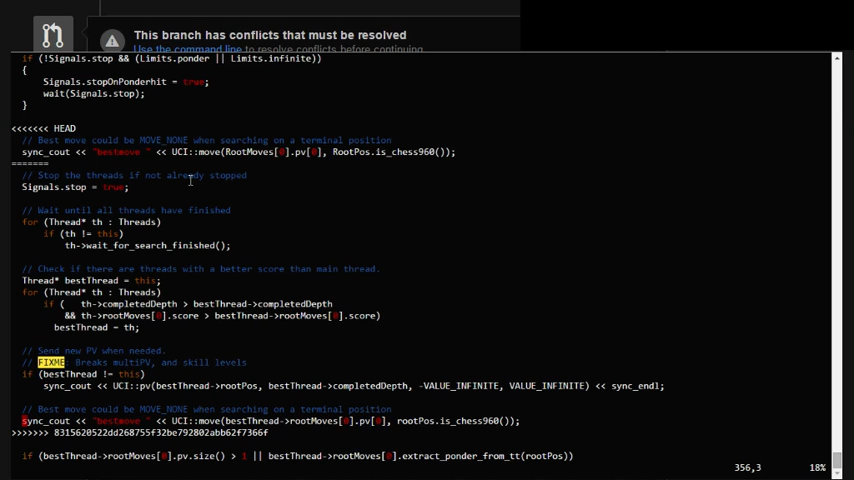 This branch has conflicts that must be resolved
Use the command line to resolve conflicts before continuing.
if (!Signals.stop && (Limits.ponder || Limits.infinite))
{
Signals.stopOnPonderhit = true;
wait(Signals.stop);
}
<<<<<<< HEAD
// Best move could be MOVE_NONE when searching on a terminal position
sync_cout << "bestmove " << UCI::move(RootMoves[0].pv[0], RootPos.is_chess960());
=======
// Stop the threads if not already stopped
Signals.stop = true;
// Wait until all threads have finished
for (Thread* th : Threads)
if (th != this)
th->wait_for_search_finished();
// Check if there are threads with a better score than main thread.
Thread* bestThread = this;
for (Thread* th : Threads)
if (   th->completedDepth > bestThread->completedDepth
&& th->rootMoves[0].score > bestThread->rootMoves[0].score)
bestThread = th;
// Send new PV when needed.
// FIXME: Breaks multiPV, and skill levels
if (bestThread != this)
sync_cout << UCI::pv(bestThread->rootPos, bestThread->completedDepth, -VALUE_INFINITE, VALUE_INFINITE) << sync_endl;
// Best move could be MOVE_NONE when searching on a terminal position
sync_cout << "bestmove " << UCI::move(bestThread->rootMoves[0].pv[0], rootPos.is_chess960());
>>>>>>> 8315620522dd268755f32be792802abb62f7366f
if (bestThread->rootMoves[0].pv.size() > 1 || bestThread->rootMoves[0].extract_ponder_from_tt(rootPos))
356,3 18%